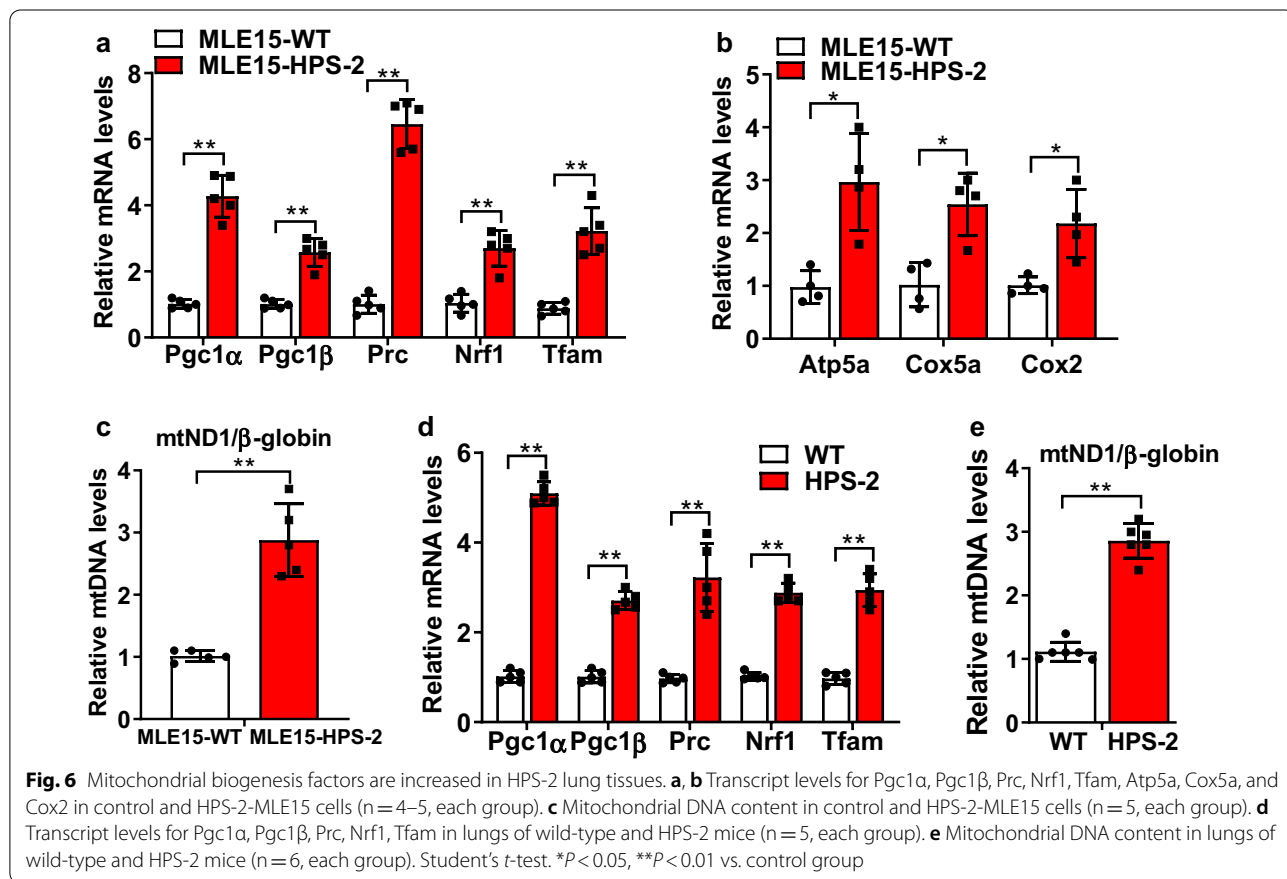 a
MLE15-WT
MLE15-HPS-2
Relative mRNA levels
8
6
4
2
0
**
**
**
**
**
Pgc1α Pgc1β Prc Nrf1 Tfam
b
MLE15-WT
MLE15-HPS-2
Relative mRNA levels
5
4
3
2
1
0
*
*
*
Atp5a Cox5a Cox2
c
mtND1/β-globin
Relative mtDNA levels
4
3
2
1
0
**
MLE15-WT MLE15-HPS-2
d
WT
HPS-2
Relative mRNA levels
6
4
2
0
**
**
**
**
**
Pgc1α Pgc1β Prc Nrf1 Tfam
e
mtND1/β-globin
Relative mtDNA levels
4
3
2
1
0
**
WT HPS-2
Fig. 6 Mitochondrial biogenesis factors are increased in HPS-2 lung tissues. a, b Transcript levels for Pgc1α, Pgc1β, Prc, Nrf1, Tfam, Atp5a, Cox5a, and
Cox2 in control and HPS-2-MLE15 cells (n = 4–5, each group). c Mitochondrial DNA content in control and HPS-2-MLE15 cells (n = 5, each group). d
Transcript levels for Pgc1α, Pgc1β, Prc, Nrf1, Tfam in lungs of wild-type and HPS-2 mice (n = 5, each group). e Mitochondrial DNA content in lungs of
wild-type and HPS-2 mice (n = 6, each group). Student's t-test. *P < 0.05, **P < 0.01 vs. control group